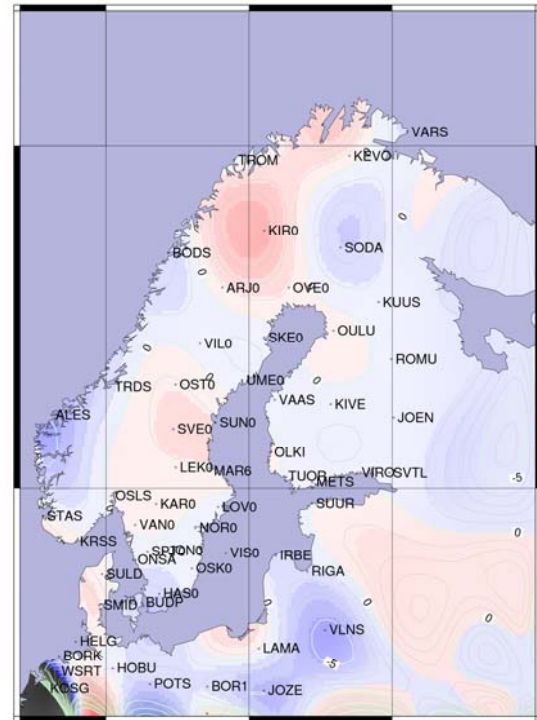 VARS
TROM
KEVO
0
KIR0
0
SODA
BODS
0
ARJ0
OVE0
KUUS
SKE0
OULU
VIL0
0
0
ROMU
UME0
TRDS
OST0
0
VAAS
KIVE
ALES
SUN0
JOEN
SVE0
OLKI
LEK0
MAR6
TUOR
VIROSVTL
METS
-5
OSLS
KAR0
SUUR
STAS
LOV0
VAN0
NOR0
0
KRSS
ONSA
VIS0
IRBE
SULD
OSK0
RIGA
HAS0
SMID
BUDP
0
0
0
VLNS
HELG
LAMA
BORK
-5
WSRT
HOBU
KOSG
POTS
BOR1
JOZE